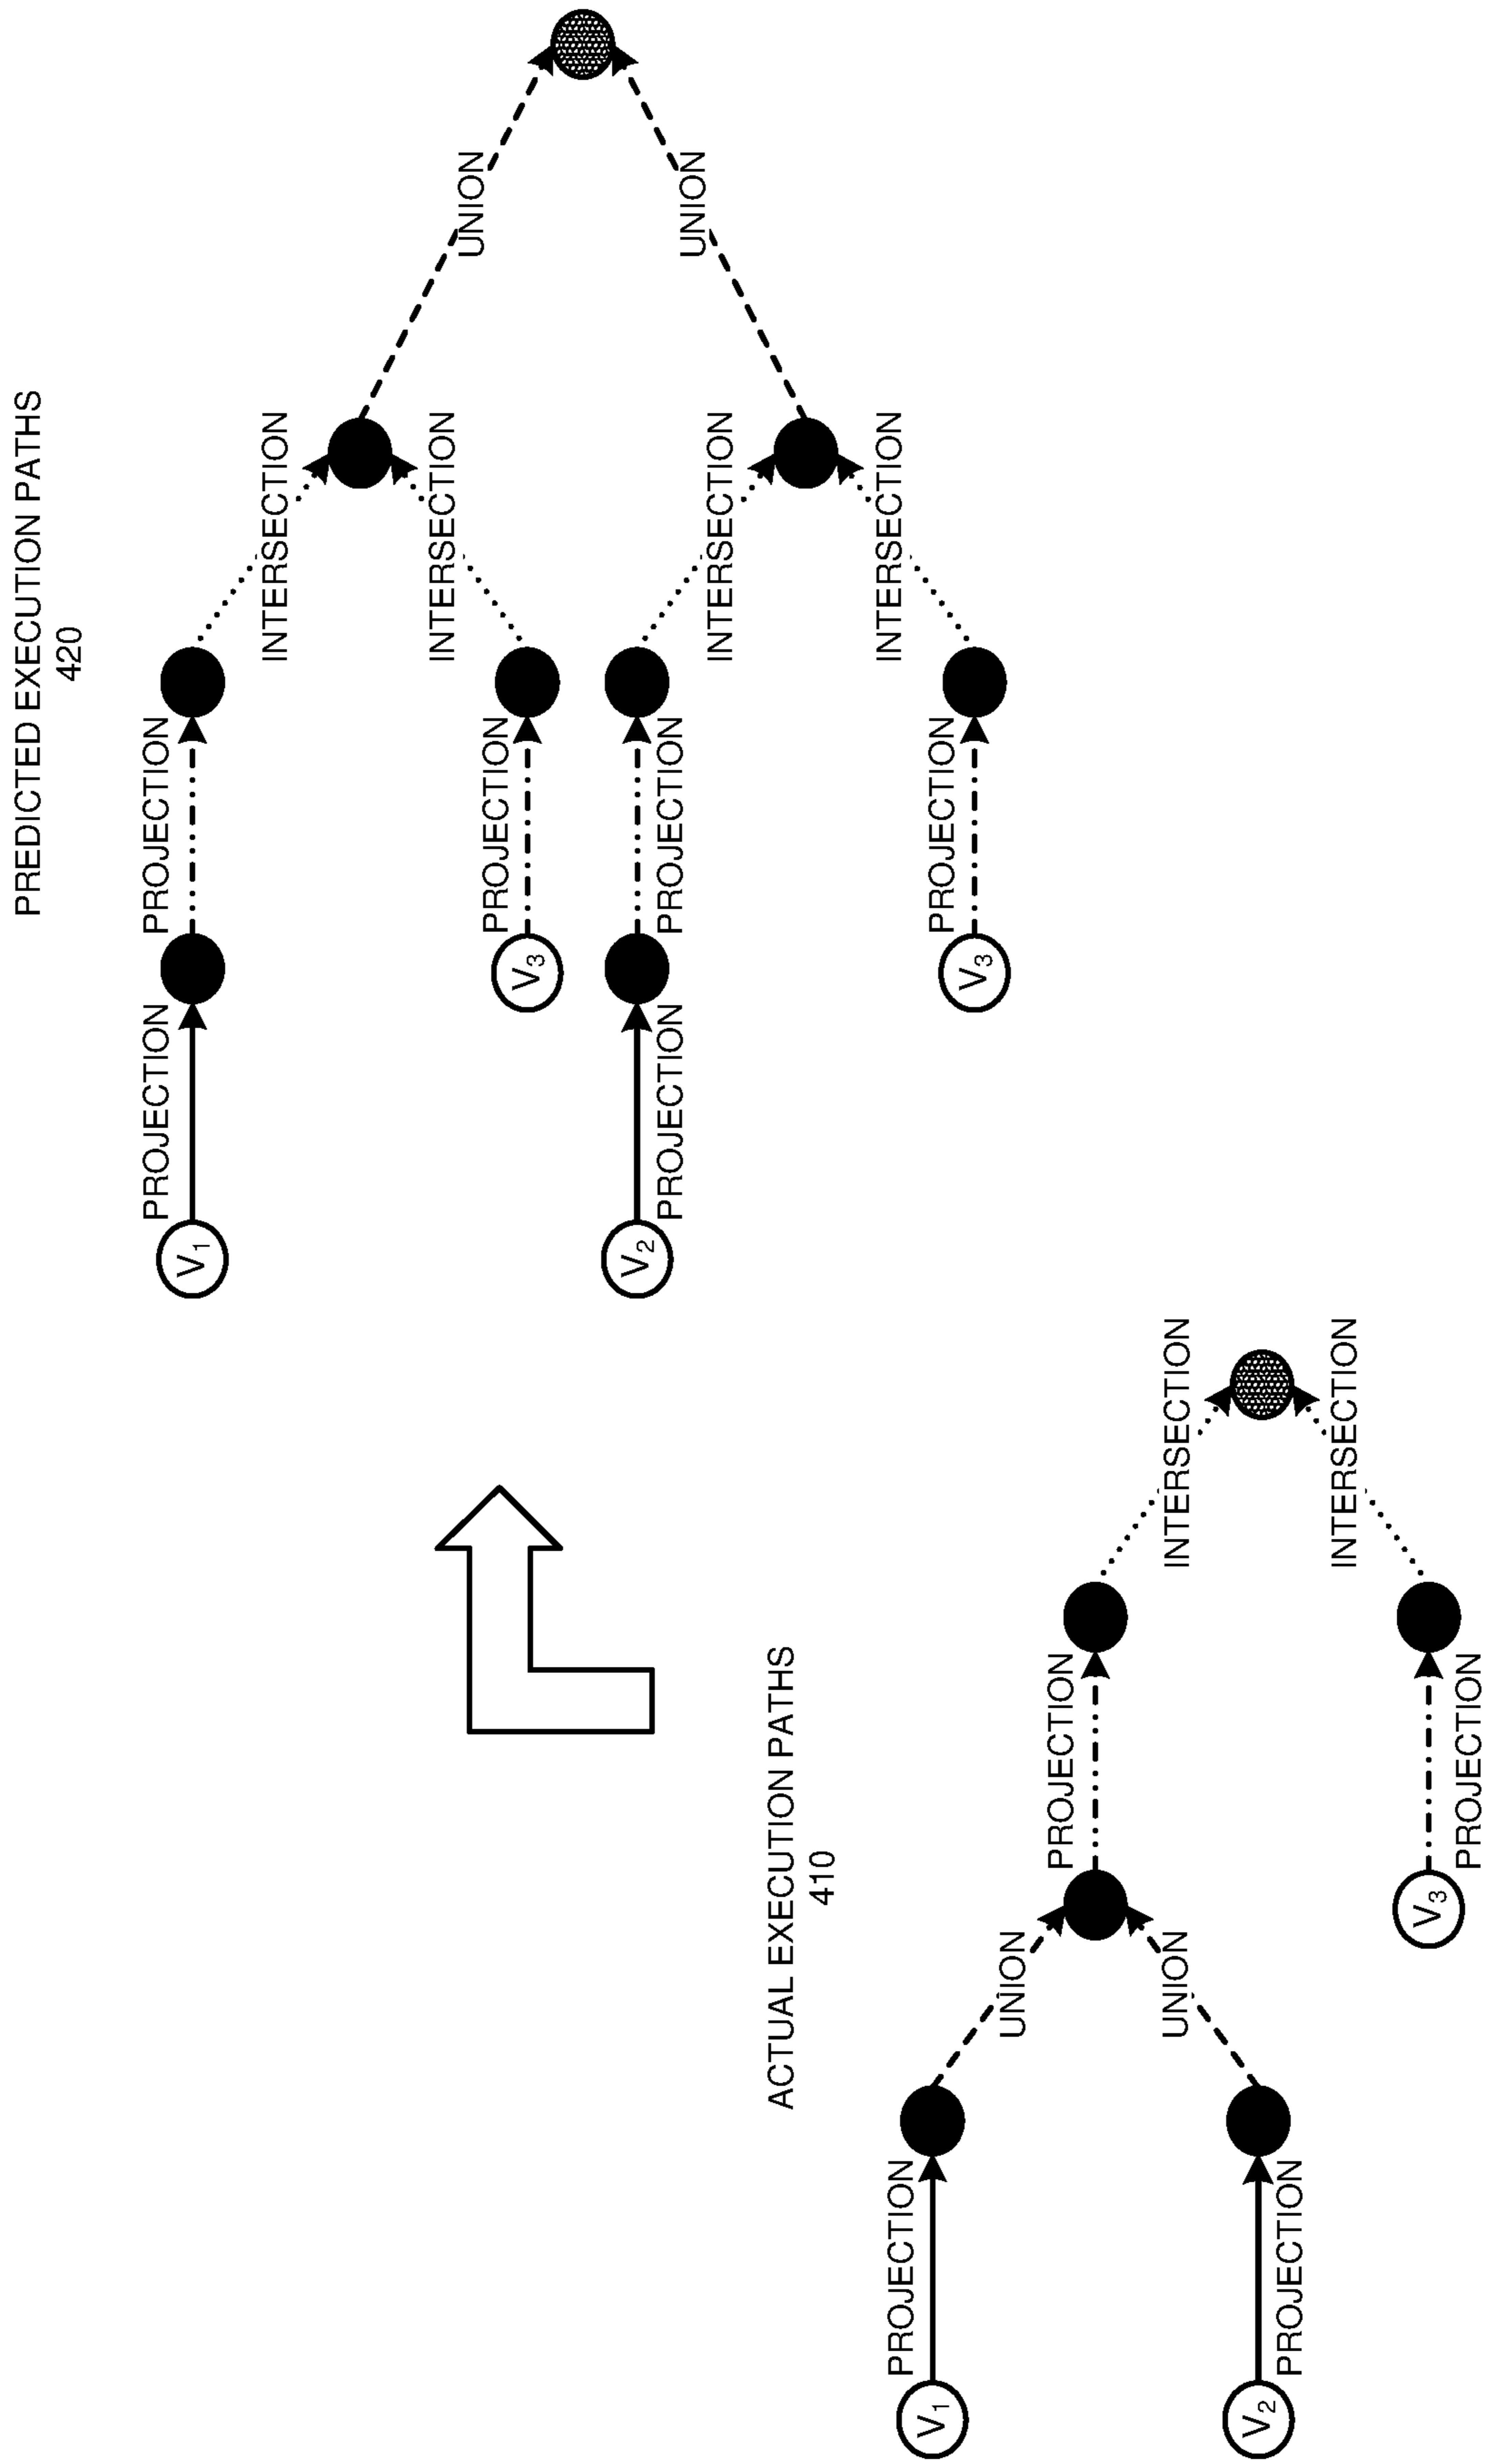 PREDICTED EXECUTION PATHS
420
V1
PROJECTION
PROJECTION
INTERSECTION
UNION
V3
PROJECTION
INTERSECTION
V2
PROJECTION
PROJECTION
INTERSECTION
UNION
V3
PROJECTION
INTERSECTION
ACTUAL EXECUTION PATHS
410
V1
PROJECTION
UNION
PROJECTION
INTERSECTION
V2
PROJECTION
UNION
V3
PROJECTION
INTERSECTION